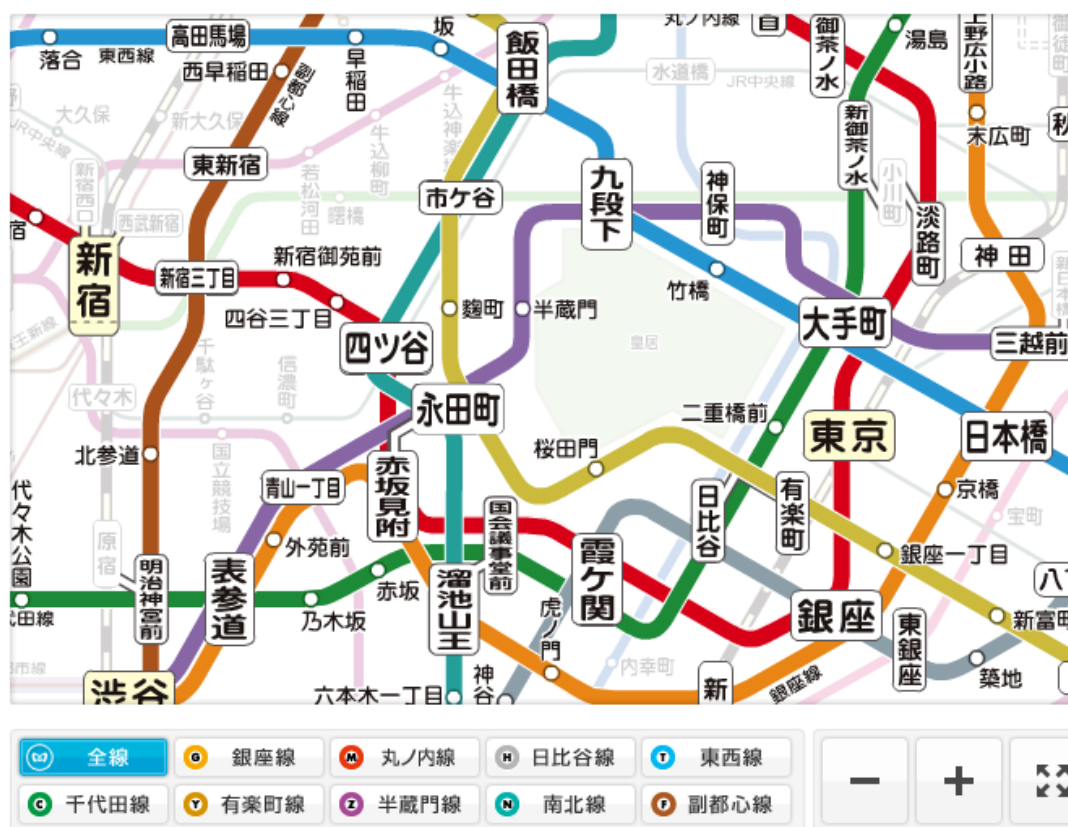 坂
丸ノ内線
飯田橋
御茶ノ水
湯島
上野広小路
高田馬場
落合
東西線
早稲田
西早稲田
副都心線
水道橋
JR中央線
末広町
大久保
新大久保
JR中央線
牛込柳町
新御茶ノ水
小川町
東新宿
若松河田
曙橋
新宿西口
西武新宿
市ケ谷
九段下
神保町
淡路町
神田
新宿
新宿御苑前
新宿三丁目
四谷三丁目
竹橋
麹町
半蔵門
大手町
三越前
四ツ谷
皇居
千駄ヶ谷
信濃町
代々木
永田町
二重橋前
東京
日本橋
北参道
国立競技場
桜田門
赤坂見附
青山一丁目
代々木公園
外苑前
国会議事堂前
日比谷
有楽町
京橋
宝町
原宿
明治神宮前
表参道
赤坂
溜池山王
霞ケ関
銀座一丁目
乃木坂
虎ノ門
銀座
東銀座
新富町
渋谷
六本木一丁目
神谷
内幸町
新
銀座線
築地
全線
G 銀座線
M 丸ノ内線
H 日比谷線
T 東西線
C 千代田線
Y 有楽町線
Z 半蔵門線
N 南北線
F 副都心線